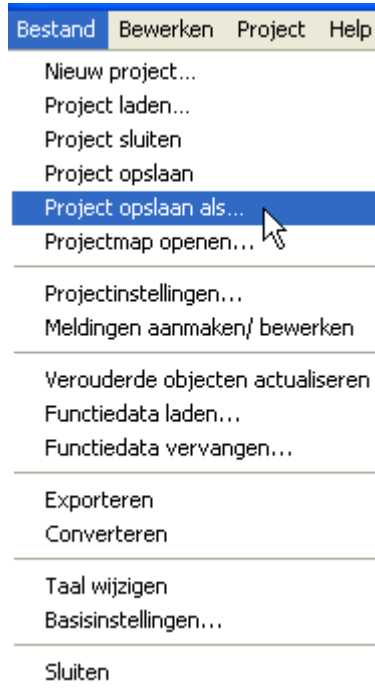 Bestand Bewerken Project Help
Nieuw project...
Project laden...
Project sluiten
Project opslaan
Project opslaan als...
Projectmap openen...
Projectinstellingen...
Meldingen aanmaken/ bewerken
Verouderde objecten actualiseren
Functiedata laden...
Functiedata vervangen...
Exporteren
Converteren
Taal wijzigen
Basisinstellingen...
Sluiten